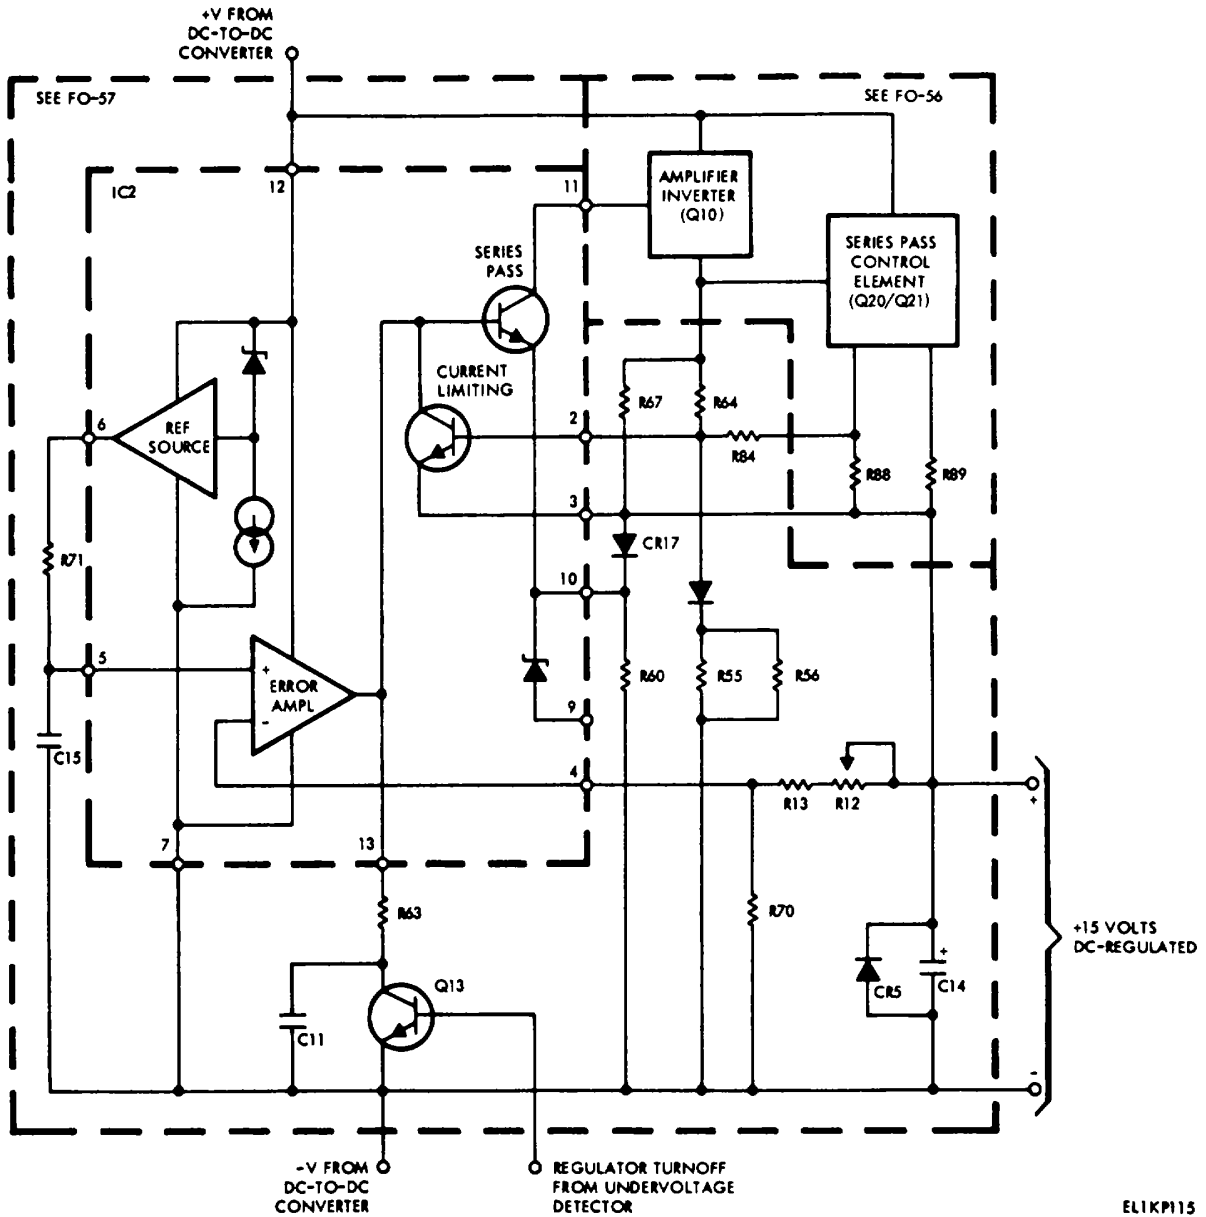 +V FROM
DC-TO-DC
CONVERTER
SEE FO-57
SEE FO-56
IC2
12
11
AMPLIFIER
INVERTER
(Q10)
SERIES PASS
CONTROL
ELEMENT
(Q20/Q21)
SERIES
PASS
CURRENT
LIMITING
6
REF
SOURCE
2
R67
R64
R84
R88
R89
3
CR17
R71
10
5
+
ERROR
AMPL
-
R60
R55
R56
9
C15
4
R13
R12
+
7
13
R63
R70
+15 VOLTS
DC-REGULATED
+
CR5
C14
Q13
C11
-
-V FROM
DC-TO-DC
CONVERTER
REGULATOR TURNOFF
FROM UNDERVOLTAGE
DETECTOR
EL1KP115